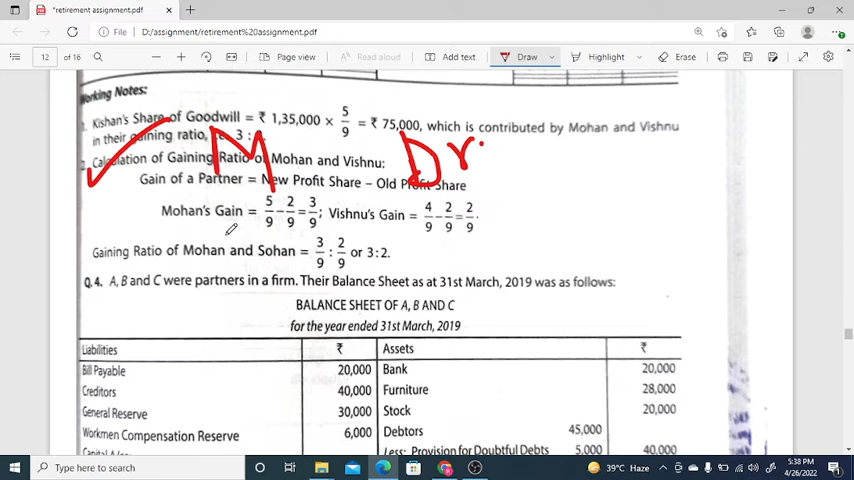 *retirement assignment.pdf
File | D:/assignment/retirement%20assignment.pdf
12 of 16
Page view
Read aloud
Add text
Draw
Highlight
Erase
Working Notes:
1. Kishan's Share of Goodwill = ₹ 1,35,000 × 5/9 = ₹ 75,000, which is contributed by Mohan and Vishnu
in their gaining ratio, 3 :
2. Calculation of Gaining Ratio of Mohan and Vishnu:
Gain of a Partner = New Profit Share – Old Profit Share
Mohan's Gain = 5/9 – 2/9 = 3/9; Vishnu's Gain = 4/9 – 2/9 = 2/9.
Gaining Ratio of Mohan and Sohan = 3/9 : 2/9 or 3:2.
M Dr.
Q.4. A, B and C were partners in a firm. Their Balance Sheet as at 31st March, 2019 was as follows:
BALANCE SHEET OF A, B AND C
for the year ended 31st March, 2019
Liabilities ₹ Assets ₹
Bill Payable 20,000 Bank 20,000
Creditors 40,000 Furniture 28,000
General Reserve 30,000 Stock 20,000
Workmen Compensation Reserve 6,000 Debtors 45,000
Less: Provision for Doubtful Debts 5,000 40,000
Type here to search
39°C Haze
5:38 PM
4/26/2022